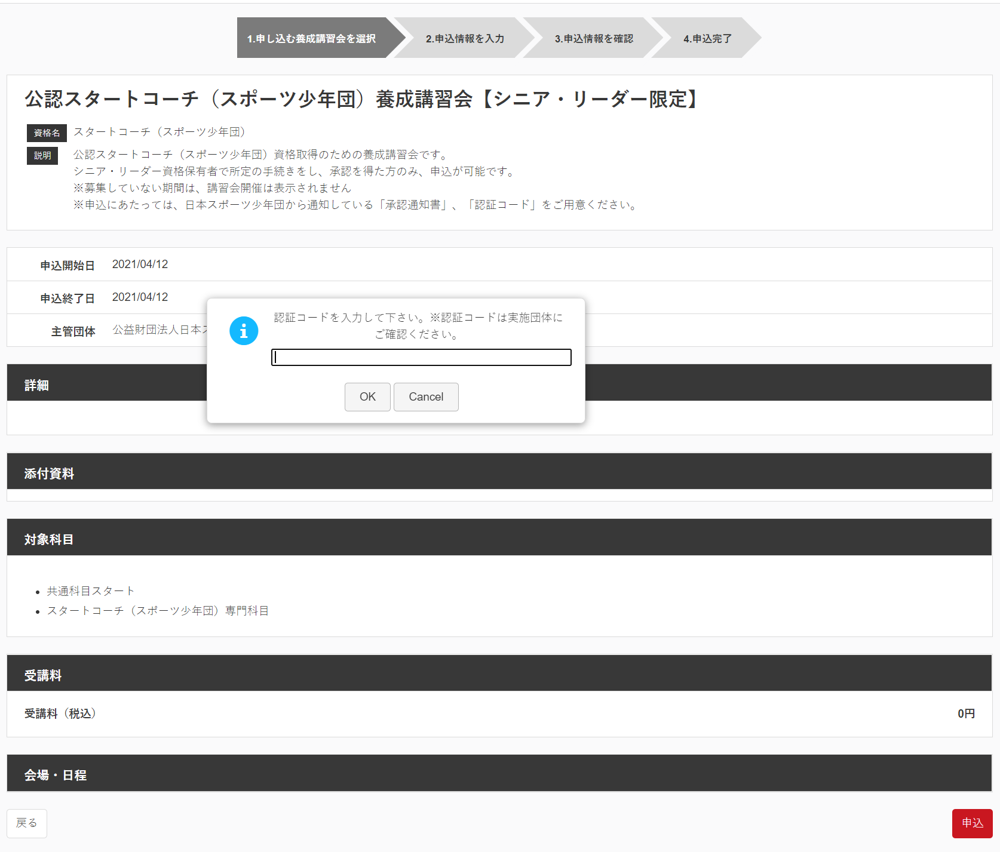 1.申し込む養成講習会を選択
2.申込情報を入力
3.申込情報を確認
4.申込完了
公認スタートコーチ（スポーツ少年団）養成講習会【シニア・リーダー限定】
資格名 スタートコーチ（スポーツ少年団）
説明 公認スタートコーチ（スポーツ少年団）資格取得のための養成講習会です。
シニア・リーダー資格保有者で所定の手続きをし、承認を得た方のみ、申込が可能です。
※募集していない期間は、講習会開催は表示されません
※申込にあたっては、日本スポーツ少年団から通知している「承認通知書」、「認証コード」をご用意ください。
申込開始日 2021/04/12
申込終了日 2021/04/12
主管団体 公益財団法人日本ス
認証コードを入力して下さい。※認証コードは実施団体に
ご確認ください。
OK Cancel
詳細
添付資料
対象科目
• 共通科目スタート
• スタートコーチ（スポーツ少年団）専門科目
受講料
受講料（税込） 0円
会場・日程
戻る 申込